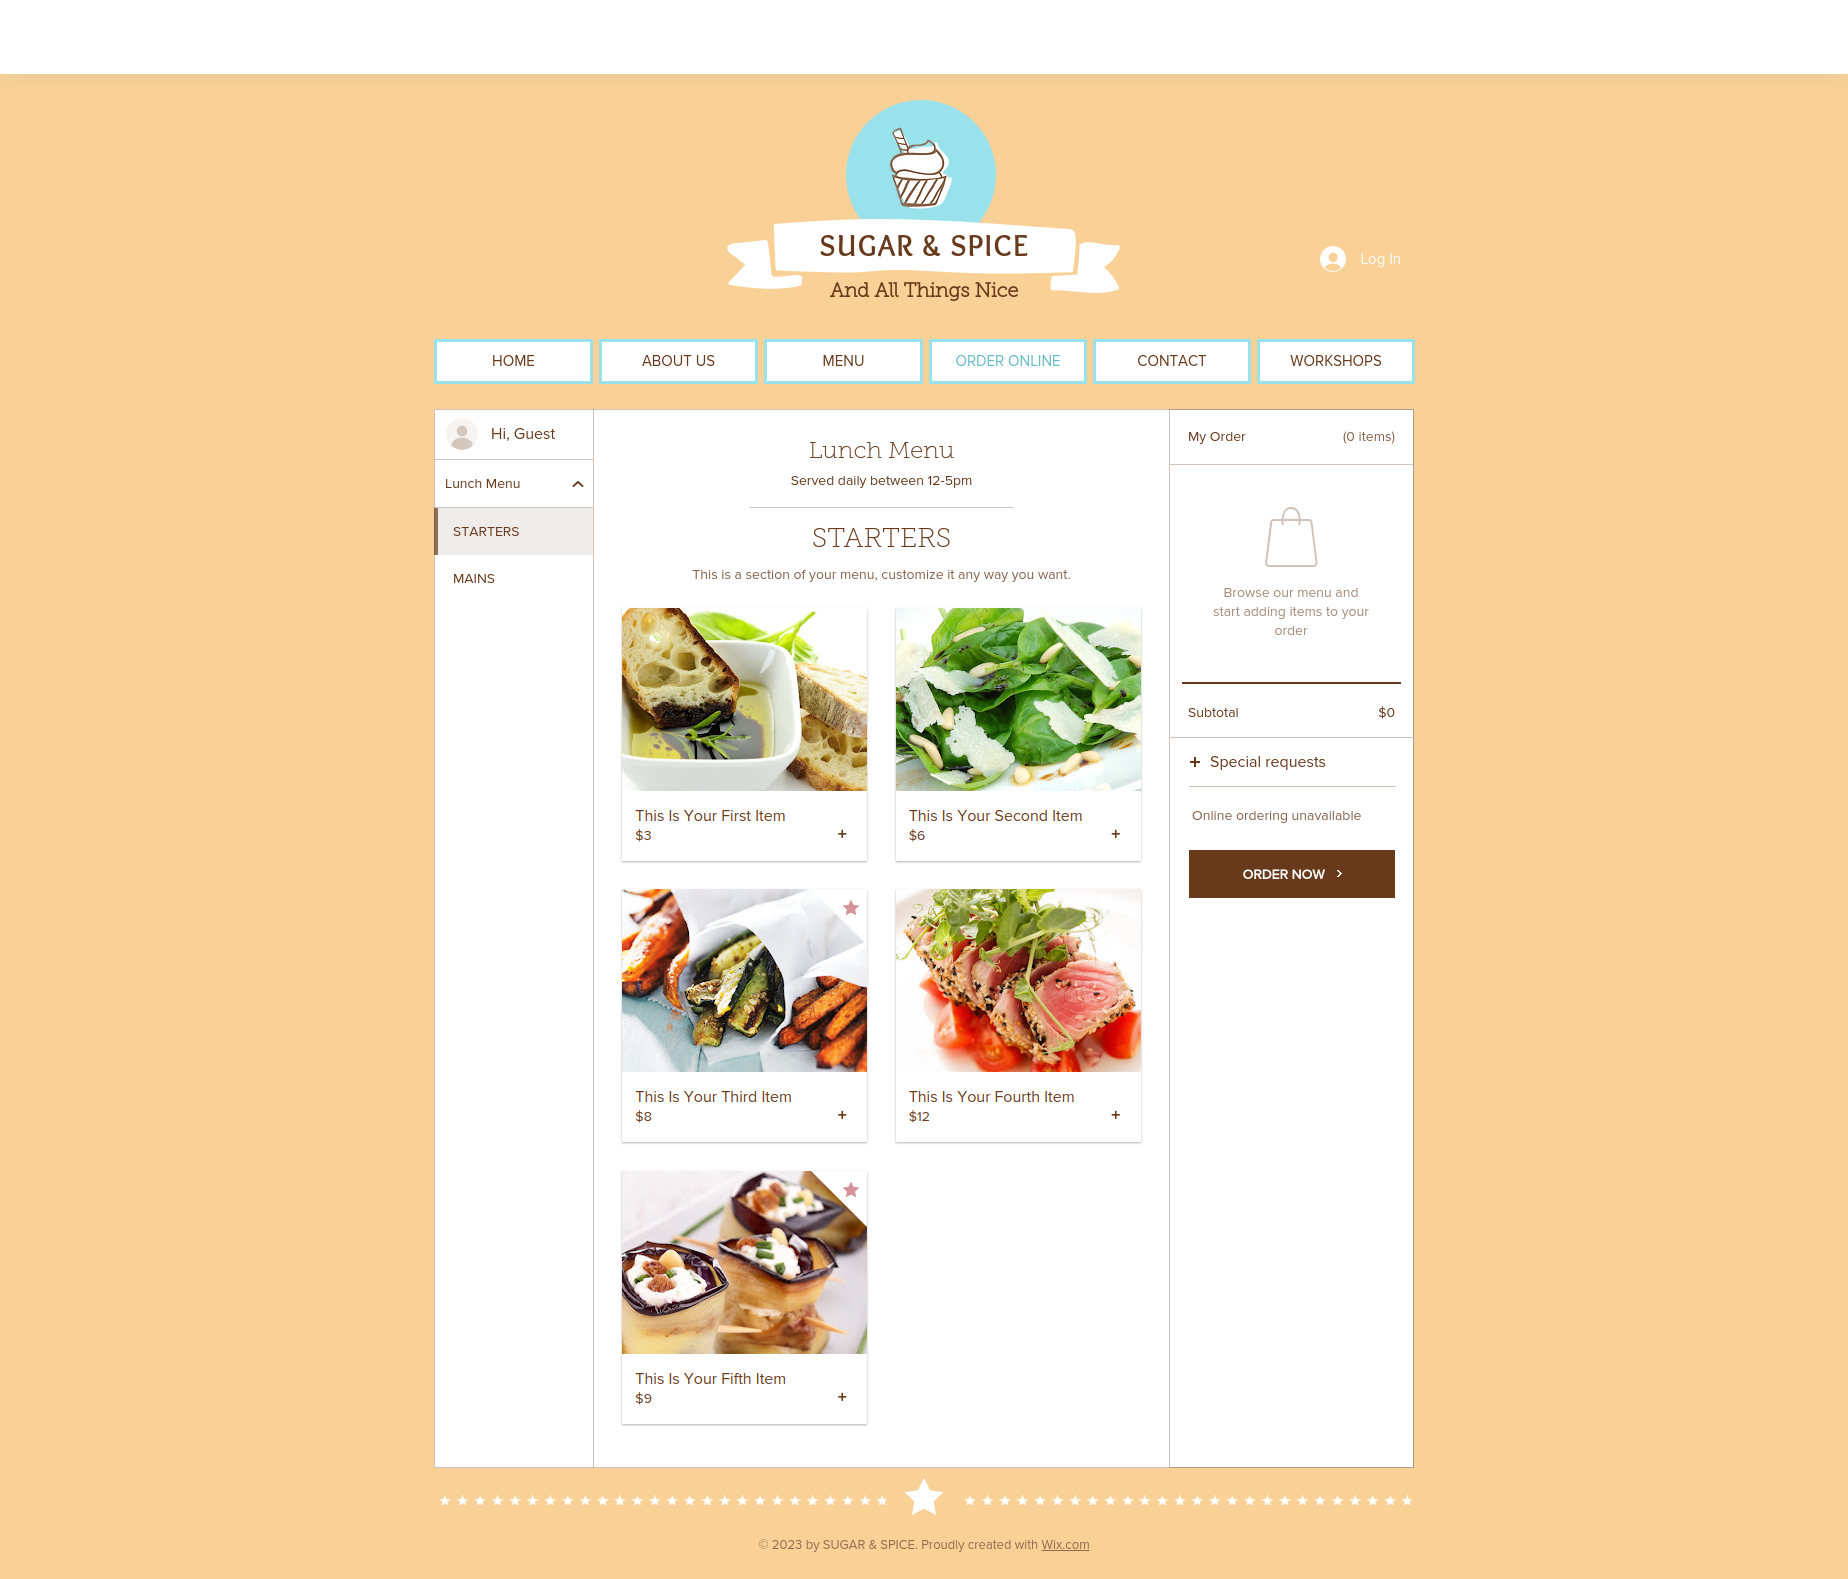 SUGAR & SPICE
And All Things Nice
Log In
HOME
ABOUT US
MENU
ORDER ONLINE
CONTACT
WORKSHOPS
Hi, Guest
Lunch Menu
STARTERS
MAINS
Lunch Menu
Served daily between 12-5pm
STARTERS
This is a section of your menu, customize it any way you want.
This Is Your First Item
$3
+
This Is Your Second Item
$6
+
This Is Your Third Item
$8
+
This Is Your Fourth Item
$12
+
This Is Your Fifth Item
$9
+
My Order
(0 items)
Browse our menu and
start adding items to your
order
Subtotal
$0
+ Special requests
Online ordering unavailable
ORDER NOW >
© 2023 by SUGAR & SPICE. Proudly created with Wix.com